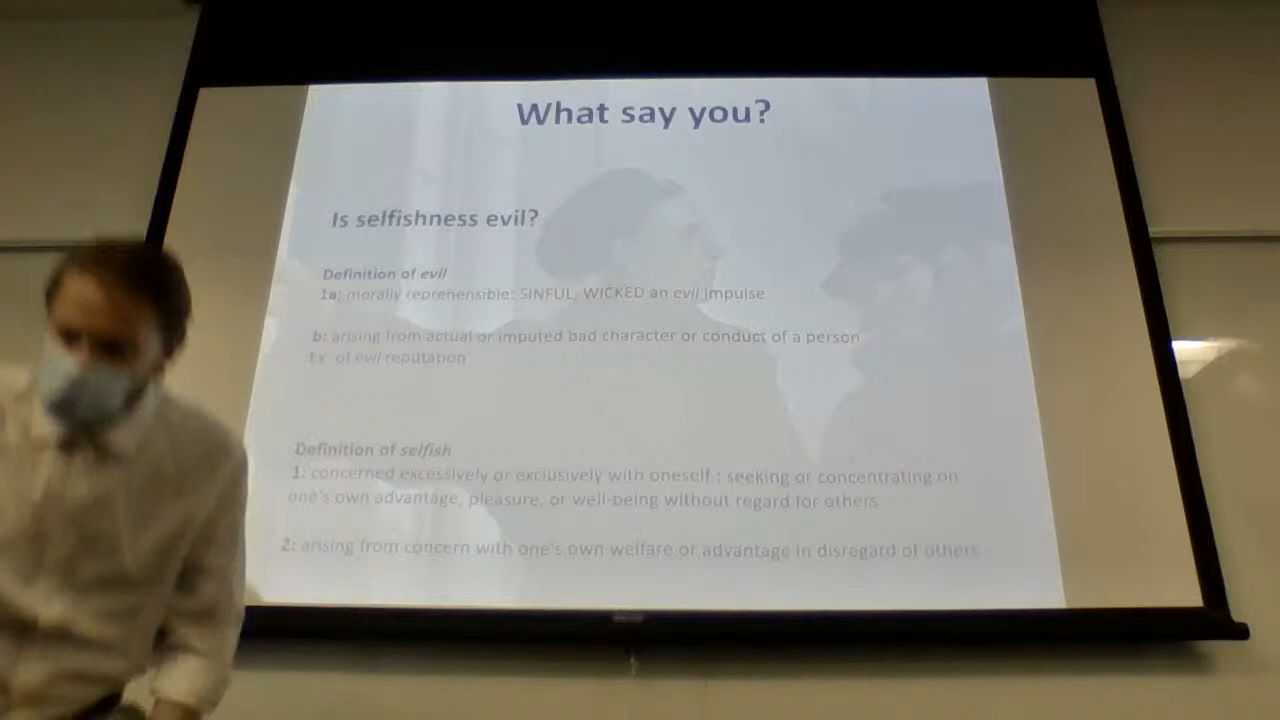 What say you?
Is selfishness evil?
Definition of evil
1a: morally reprehensible: SINFUL, WICKED an evil impulse
b: arising from actual or imputed bad character or conduct of a person
of evil reputation
Definition of selfish
1: concerned excessively or exclusively with oneself : seeking or concentrating on
one's own advantage, pleasure, or well-being without regard for others
2: arising from concern with one's own welfare or advantage in disregard of others